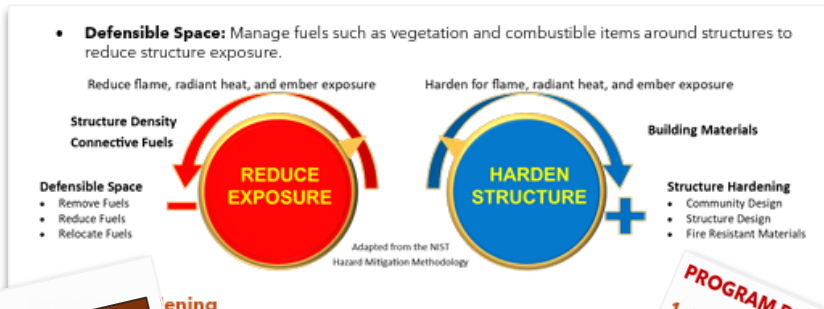 • Defensible Space: Manage fuels such as vegetation and combustible items around structures to
reduce structure exposure.
Reduce flame, radiant heat, and ember exposure
Harden for flame, radiant heat, and ember exposure
Structure Density
Connective Fuels
Building Materials
REDUCE
EXPOSURE
HARDEN
STRUCTURE
Defensible Space
• Remove Fuels
• Reduce Fuels
• Relocate Fuels
Structure Hardening
• Community Design
• Structure Design
• Fire Resistant Materials
Adapted from the NIST
Hazard Mitigation Methodology
PROGRAM